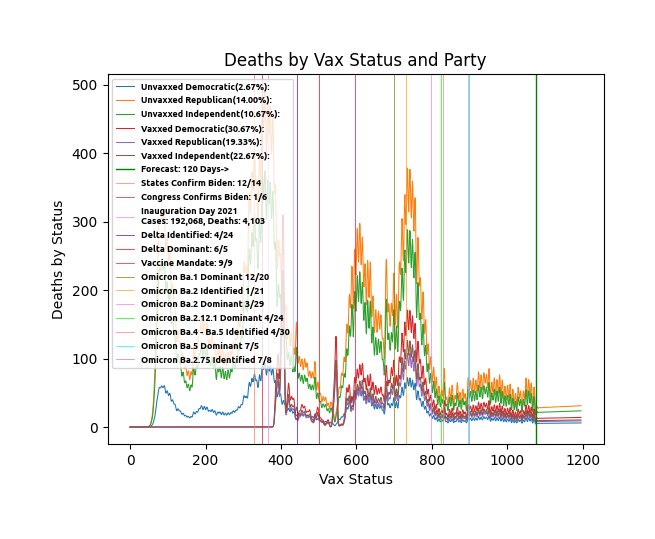 Deaths by Vax Status and Party
500
400
300
200
100
0
Deaths by Status
Unvaxxed Democratic(2.67%):
Unvaxxed Republican(14.00%):
Unvaxxed Independent(10.67%):
Vaxxed Democratic(30.67%):
Vaxxed Republican(19.33%):
Vaxxed Independent(22.67%):
Forecast: 120 Days->
States Confirm Biden: 12/14
Congress Confirms Biden: 1/6
Inauguration Day 2021
Cases: 192,068, Deaths: 4,103
Delta Identified: 4/24
Delta Dominant: 6/5
Vaccine Mandate: 9/9
Omicron Ba.1 Dominant 12/20
Omicron Ba.2 Identified 1/21
Omicron Ba.2 Dominant 3/29
Omicron Ba.2.12.1 Dominant 4/24
Omicron Ba.4 - Ba.5 Identified 4/30
Omicron Ba.5 Dominant 7/5
Omicron Ba.2.75 Identified 7/8
0 200 400 600 800 1000 1200
Vax Status